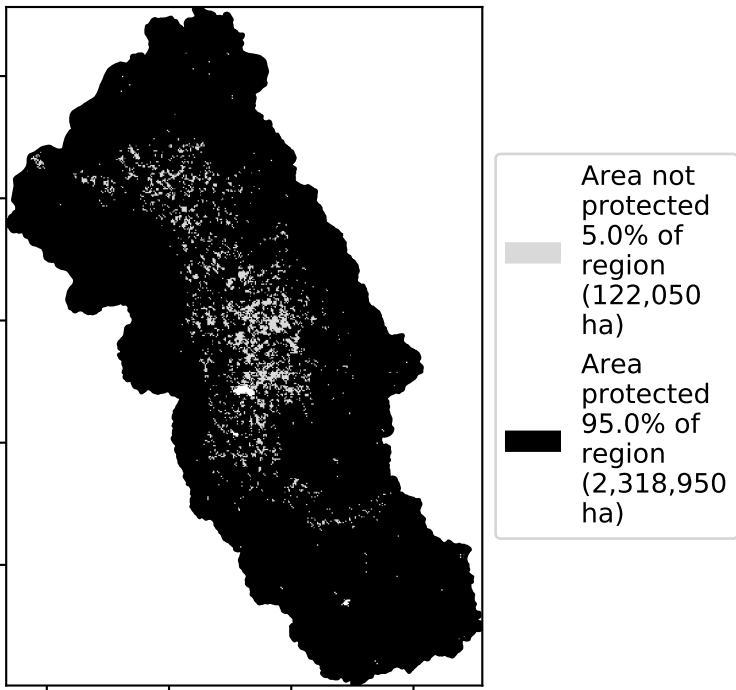 Area not
protected
5.0% of
region
(122,050
ha)
Area
protected
95.0% of
region
(2,318,950
ha)